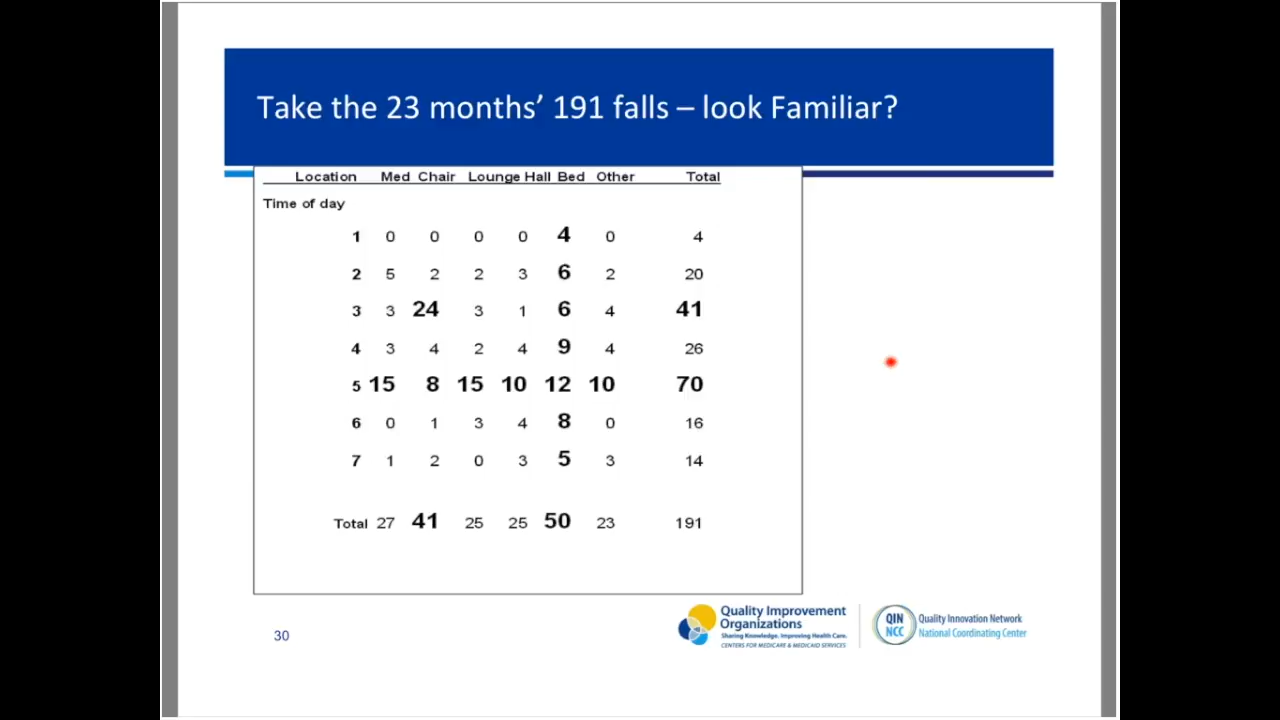 Take the 23 months’ 191 falls – look Familiar?
Location Med Chair Lounge Hall Bed Other Total
Time of day
1 0 0 0 0 4 0 4
2 5 2 2 3 6 2 20
3 3 24 3 1 6 4 41
4 3 4 2 4 9 4 26
5 15 8 15 10 12 10 70
6 0 1 3 4 8 0 16
7 1 2 0 3 5 3 14
Total 27 41 25 25 50 23 191
30
Quality Improvement
Organizations
Sharing Knowledge. Improving Health Care.
CENTERS FOR MEDICARE & MEDICAID SERVICES
QIN
NCC
Quality Innovation Network
National Coordinating Center